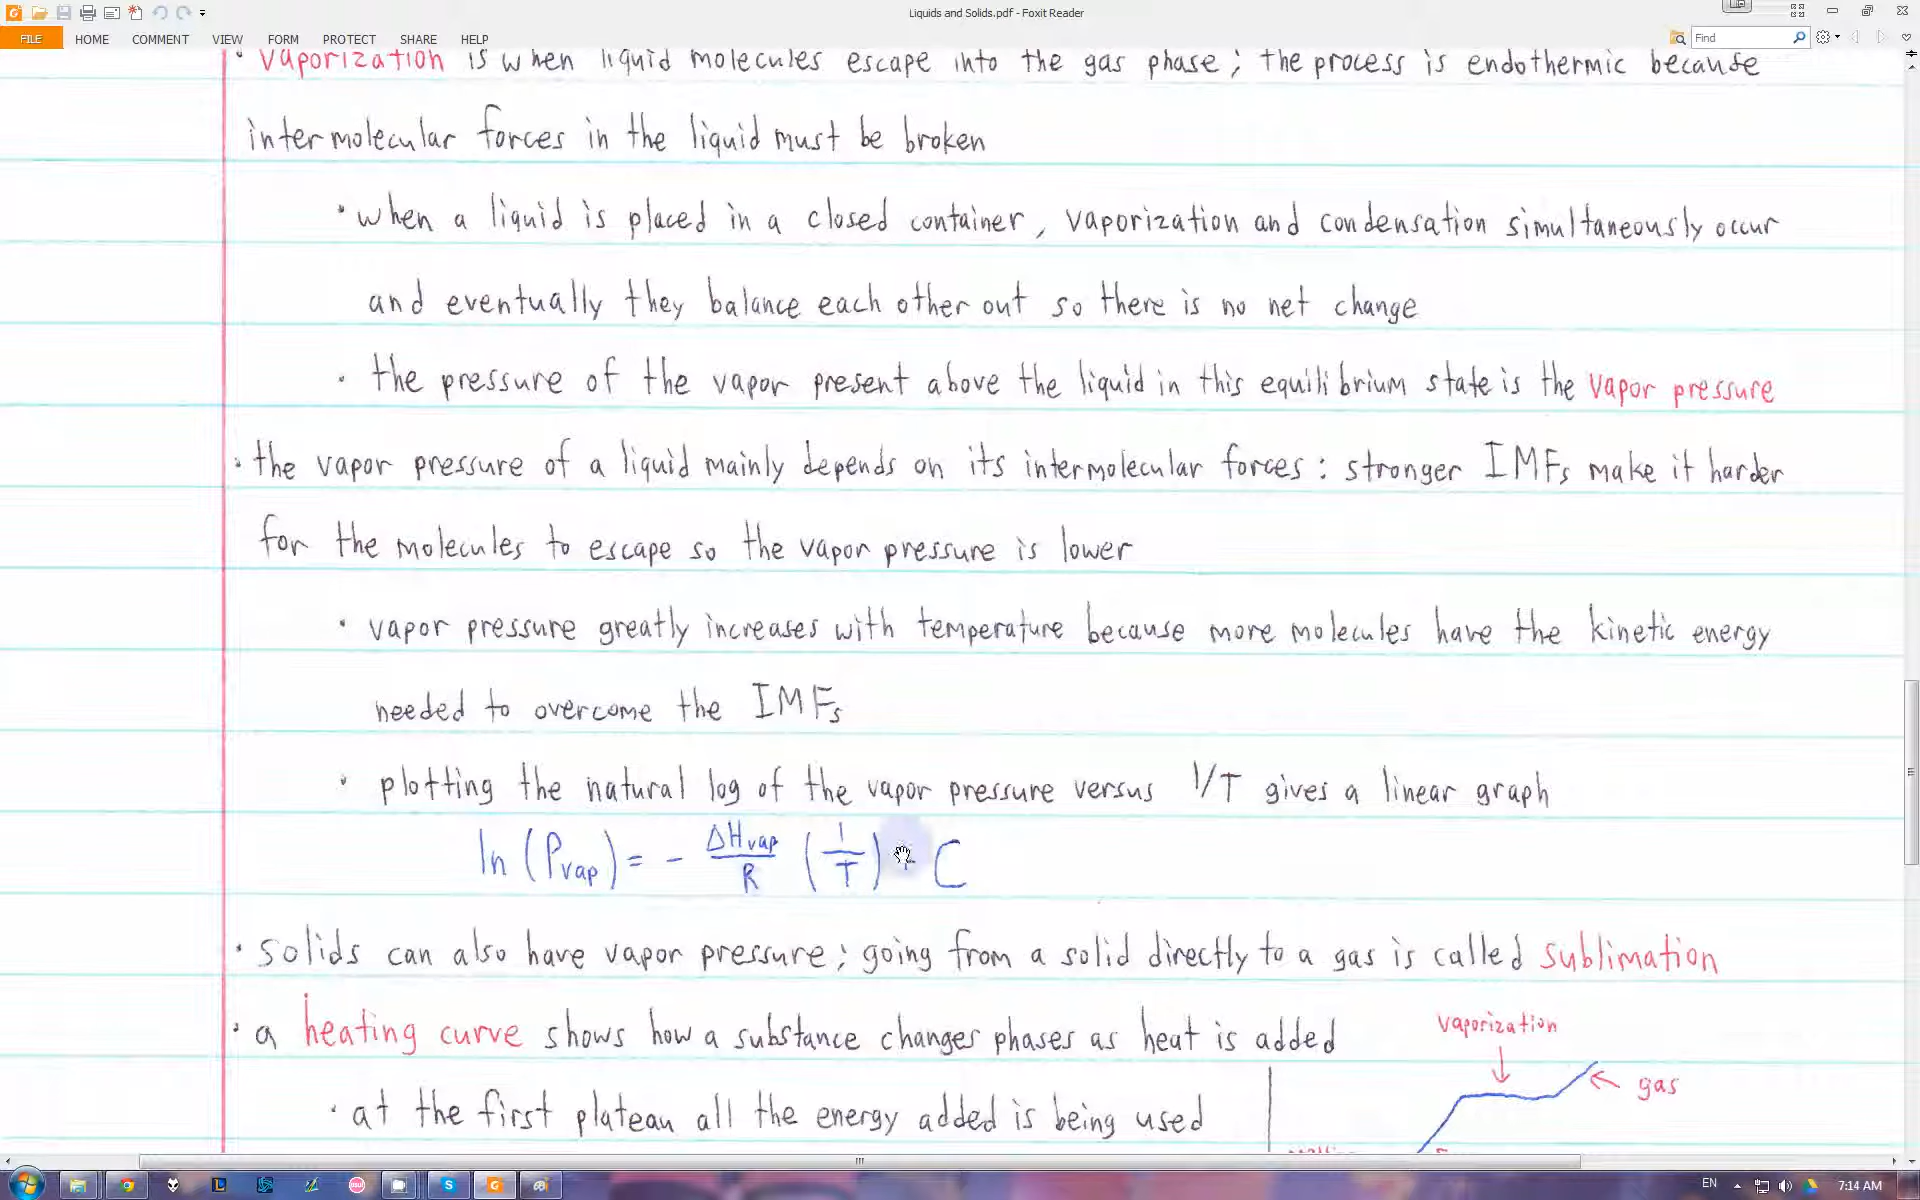 Liquids and Solids.pdf - Foxit Reader
FILE HOME COMMENT VIEW FORM PROTECT SHARE HELP
Find
• Vaporization is when liquid molecules escape into the gas phase; the process is endothermic because
intermolecular forces in the liquid must be broken
• when a liquid is placed in a closed container, vaporization and condensation simultaneously occur
and eventually they balance each other out so there is no net change
• the pressure of the vapor present above the liquid in this equilibrium state is the vapor pressure
• the vapor pressure of a liquid mainly depends on its intermolecular forces: stronger IMFs make it harder
for the molecules to escape so the vapor pressure is lower
• vapor pressure greatly increases with temperature because more molecules have the kinetic energy
needed to overcome the IMFs
• plotting the natural log of the vapor pressure versus 1/T gives a linear graph
ln (Pvap) = - ΔHvap/R (1/T) + C
• solids can also have vapor pressure; going from a solid directly to a gas is called sublimation
• a heating curve shows how a substance changes phases as heat is added
vaporization
gas
• at the first plateau all the energy added is being used
EN 7:14 AM